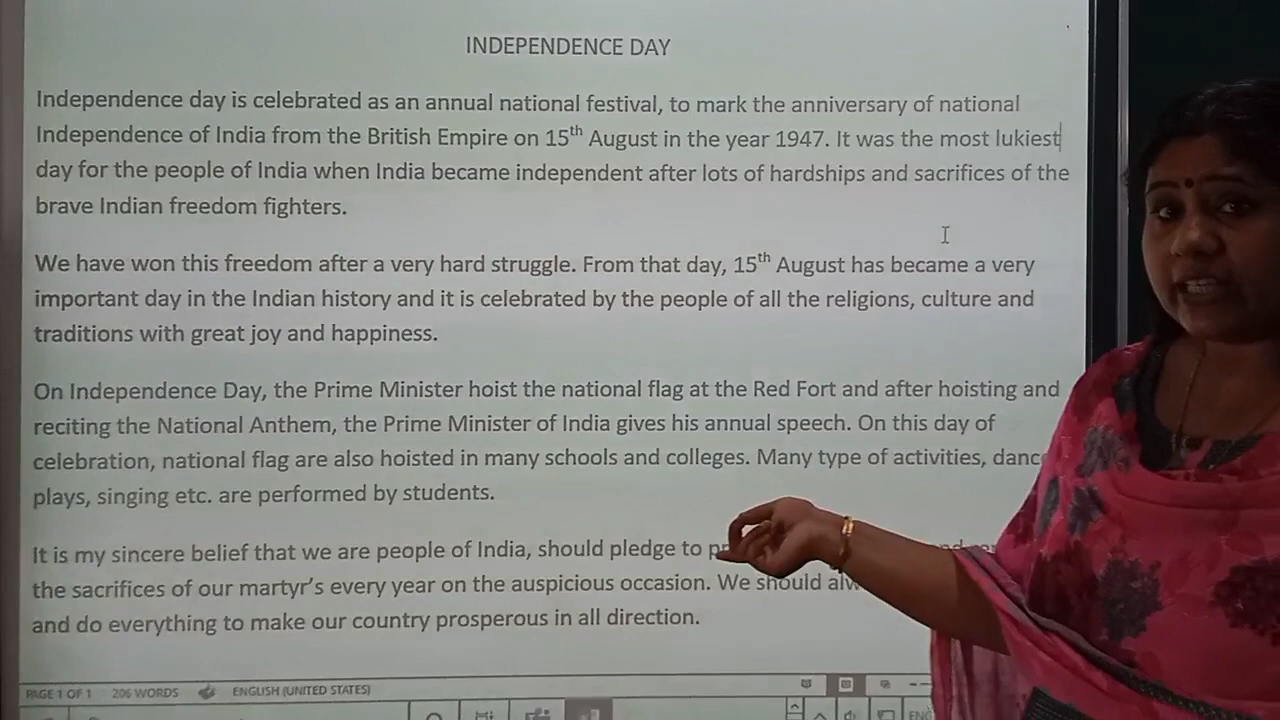 INDEPENDENCE DAY
Independence day is celebrated as an annual national festival, to mark the anniversary of national
Independence of India from the British Empire on 15th August in the year 1947. It was the most lukiest
day for the people of India when India became independent after lots of hardships and sacrifices of the
brave Indian freedom fighters.
We have won this freedom after a very hard struggle. From that day, 15th August has became a very
important day in the Indian history and it is celebrated by the people of all the religions, culture and
traditions with great joy and happiness.
On Independence Day, the Prime Minister hoist the national flag at the Red Fort and after hoisting and
reciting the National Anthem, the Prime Minister of India gives his annual speech. On this day of
celebration, national flag are also hoisted in many schools and colleges. Many type of activities,
plays, singing etc. are performed by students.
It is my sincere belief that we are people of India, should pledge to
the sacrifices of our martyr's every year on the auspicious occasion. We should
and do everything to make our country prosperous in all direction.
PAGE 1 OF 1 206 WORDS ENGLISH (UNITED STATES)